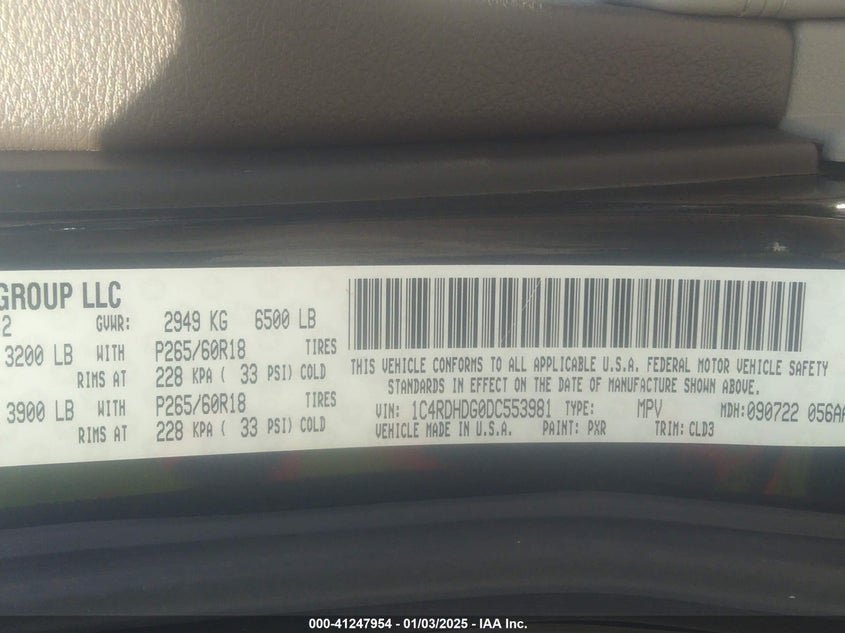 GROUP LLC
2 GVWR: 2949 KG 6500 LB
3200 LB WITH P265/60R18 TIRES
RIMS AT 228 KPA ( 33 PSI) COLD
3900 LB WITH P265/60R18 TIRES
RIMS AT 228 KPA ( 33 PSI) COLD
THIS VEHICLE CONFORMS TO ALL APPLICABLE U.S.A. FEDERAL MOTOR VEHICLE SAFETY
STANDARDS IN EFFECT ON THE DATE OF MANUFACTURE SHOWN ABOVE.
VIN: 1C4RDHDG0DC553981 TYPE: MPV MDH: 090722 056AA
VEHICLE MADE IN U.S.A. PAINT: PXR TRIM: CLD3
000-41247954 - 01/03/2025 - IAA Inc.